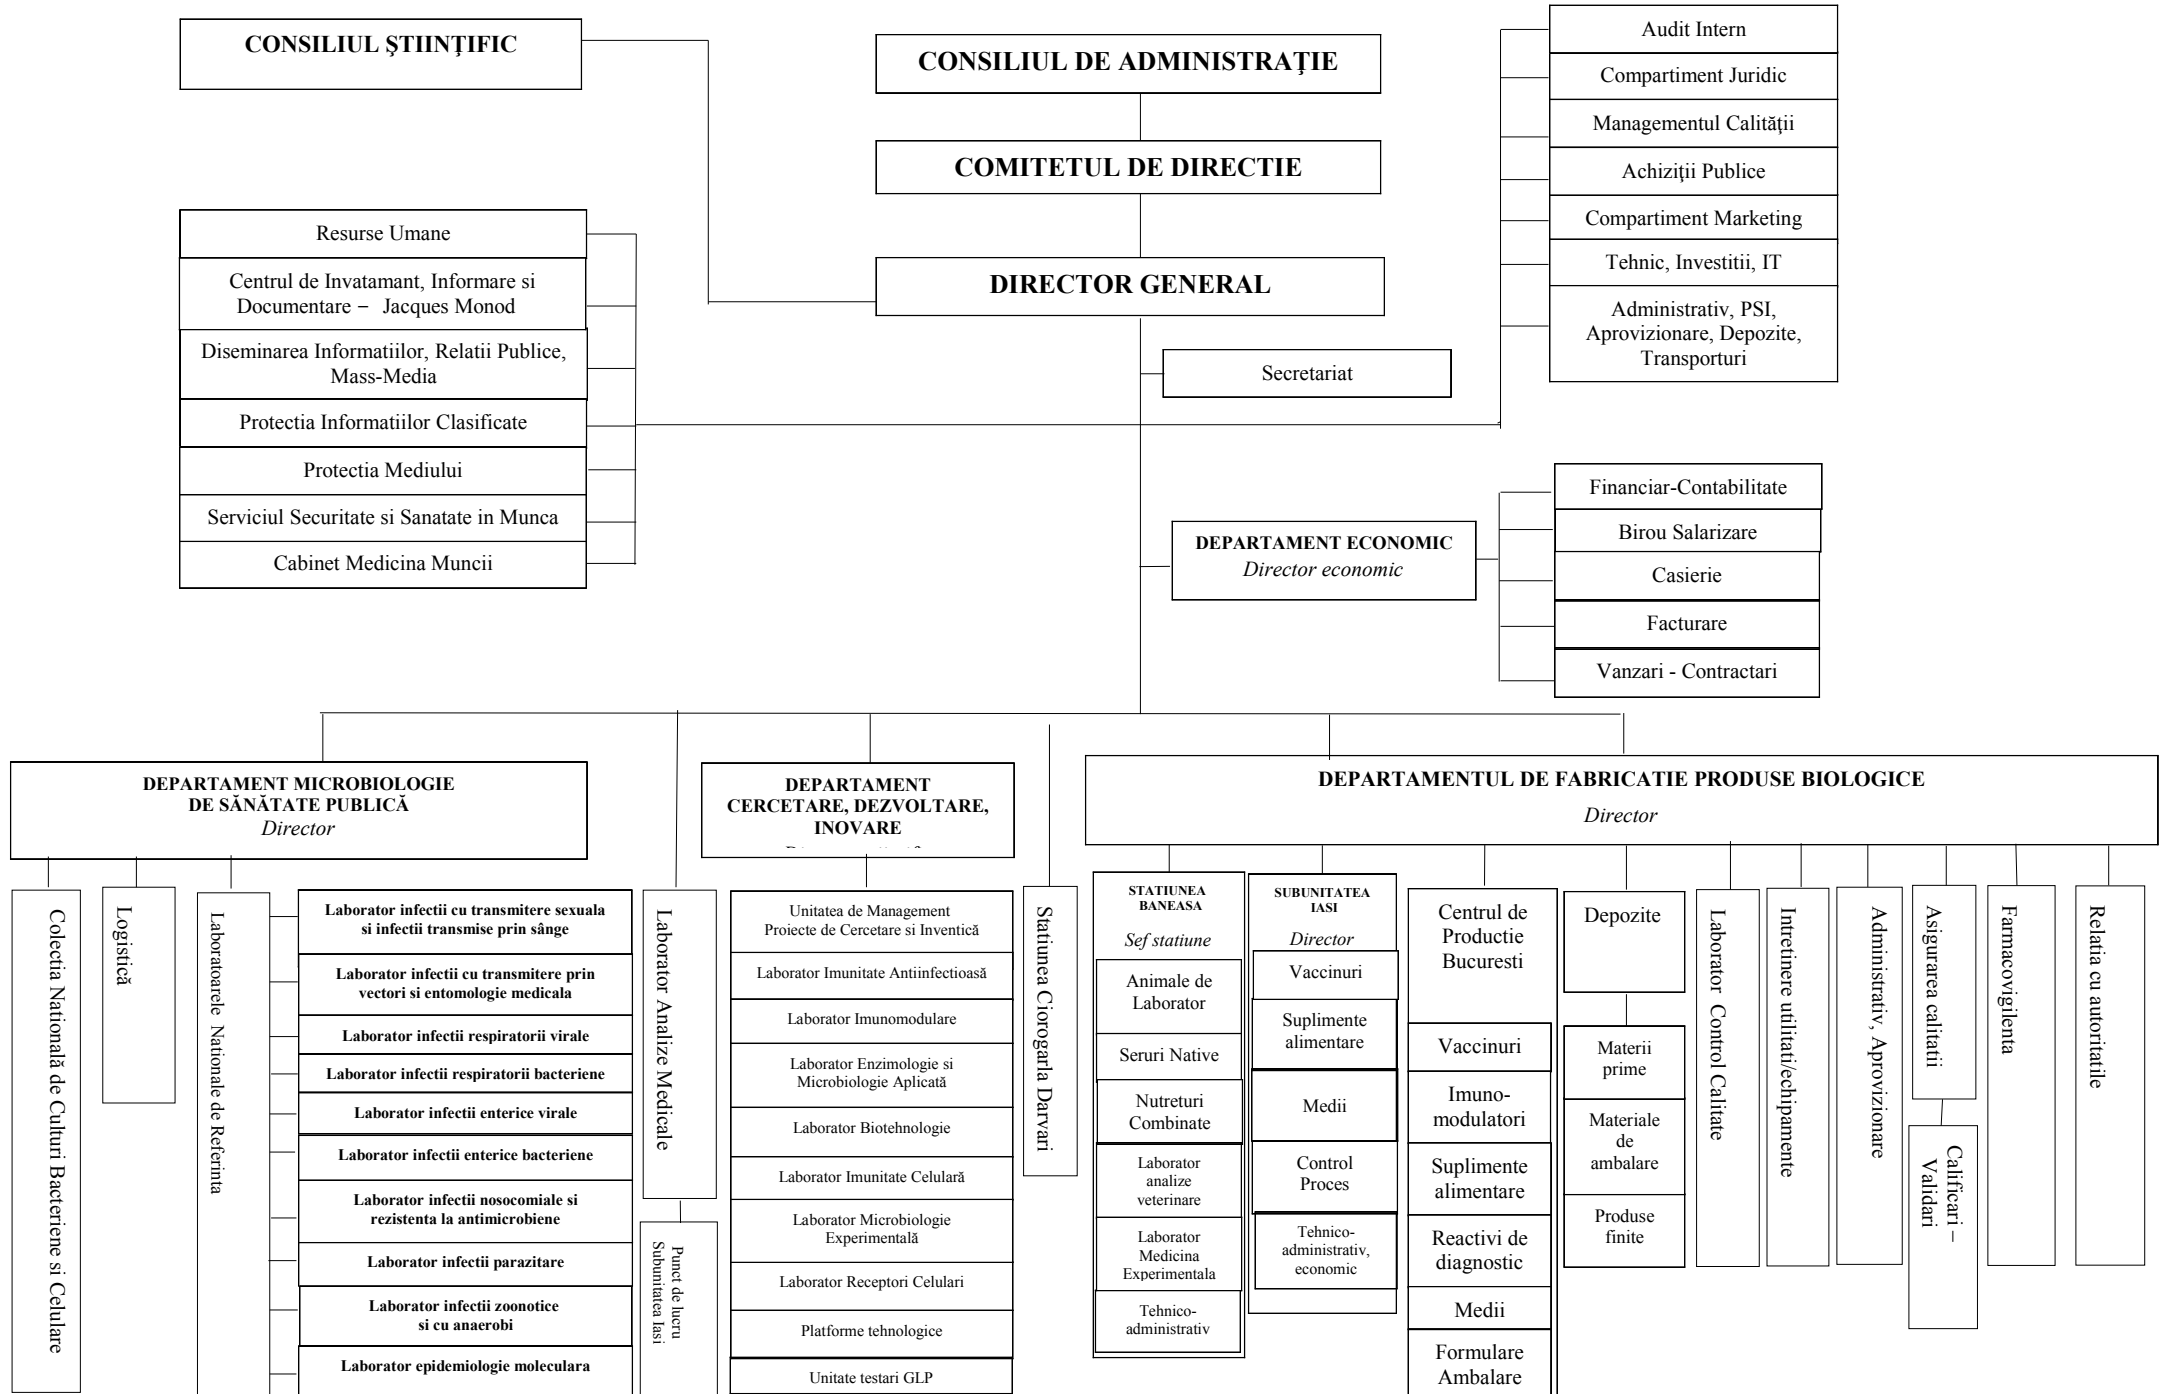 CONSILIUL ŞTIINŢIFIC
CONSILIUL DE ADMINISTRAŢIE
COMITETUL DE DIRECTIE
DIRECTOR GENERAL
Secretariat
Audit Intern
Compartiment Juridic
Managementul Calităţii
Achiziţii Publice
Compartiment Marketing
Tehnic, Investitii, IT
Administrativ, PSI,
Aprovizionare, Depozite,
Transporturi
Resurse Umane
Centrul de Invatamant, Informare si
Documentare – Jacques Monod
Diseminarea Informatiilor, Relatii Publice,
Mass-Media
Protectia Informatiilor Clasificate
Protectia Mediului
Serviciul Securitate si Sanatate in Munca
Cabinet Medicina Muncii
DEPARTAMENT ECONOMIC
Director economic
Financiar-Contabilitate
Birou Salarizare
Casierie
Facturare
Vanzari - Contractari
DEPARTAMENT MICROBIOLOGIE
DE SĂNĂTATE PUBLICĂ
Director
Colectia Natională de Culturi Bacteriene si Celulare
Logistică
Laboratoarele Nationale de Referinta
Laborator infectii cu transmitere sexuala
si infectii transmise prin sânge
Laborator infectii cu transmitere prin
vectori si entomologie medicala
Laborator infectii respiratorii virale
Laborator infectii respiratorii bacteriene
Laborator infectii enterice virale
Laborator infectii enterice bacteriene
Laborator infectii nosocomiale si
rezistenta la antimicrobiene
Laborator infectii parazitare
Laborator infectii zoonotice
si cu anaerobi
Laborator epidemiologie moleculara
Laborator Analize Medicale
Punct de lucru
Subunitatea Iasi
DEPARTAMENT
CERCETARE, DEZVOLTARE,
INOVARE
Unitatea de Management
Proiecte de Cercetare si Inventică
Laborator Imunitate Antiinfectioasă
Laborator Imunomodulare
Laborator Enzimologie si
Microbiologie Aplicată
Laborator Biotehnologie
Laborator Imunitate Celulară
Laborator Microbiologie
Experimentală
Laborator Receptori Celulari
Platforme tehnologice
Unitate testari GLP
Statiunea Ciorogarla Darvari
DEPARTAMENTUL DE FABRICATIE PRODUSE BIOLOGICE
Director
STATIUNEA
BANEASA
Sef statiune
Animale de
Laborator
Seruri Native
Nutreturi
Combinate
Laborator
analize
veterinare
Laborator
Medicina
Experimentala
Tehnico-
administrativ
SUBUNITATEA
IASI
Director
Vaccinuri
Suplimente
alimentare
Medii
Control
Proces
Tehnico-
administrativ,
economic
Centrul de
Productie
Bucuresti
Vaccinuri
Imuno-
modulatori
Suplimente
alimentare
Reactivi de
diagnostic
Medii
Formulare
Ambalare
Depozite
Materii
prime
Materiale
de
ambalare
Produse
finite
Laborator Control Calitate
Intretinere utilitati/echipamente
Administrativ, Aprovizionare
Asigurarea calitatii
Calificari –
Validari
Farmacovigilenta
Relatia cu autoritatile